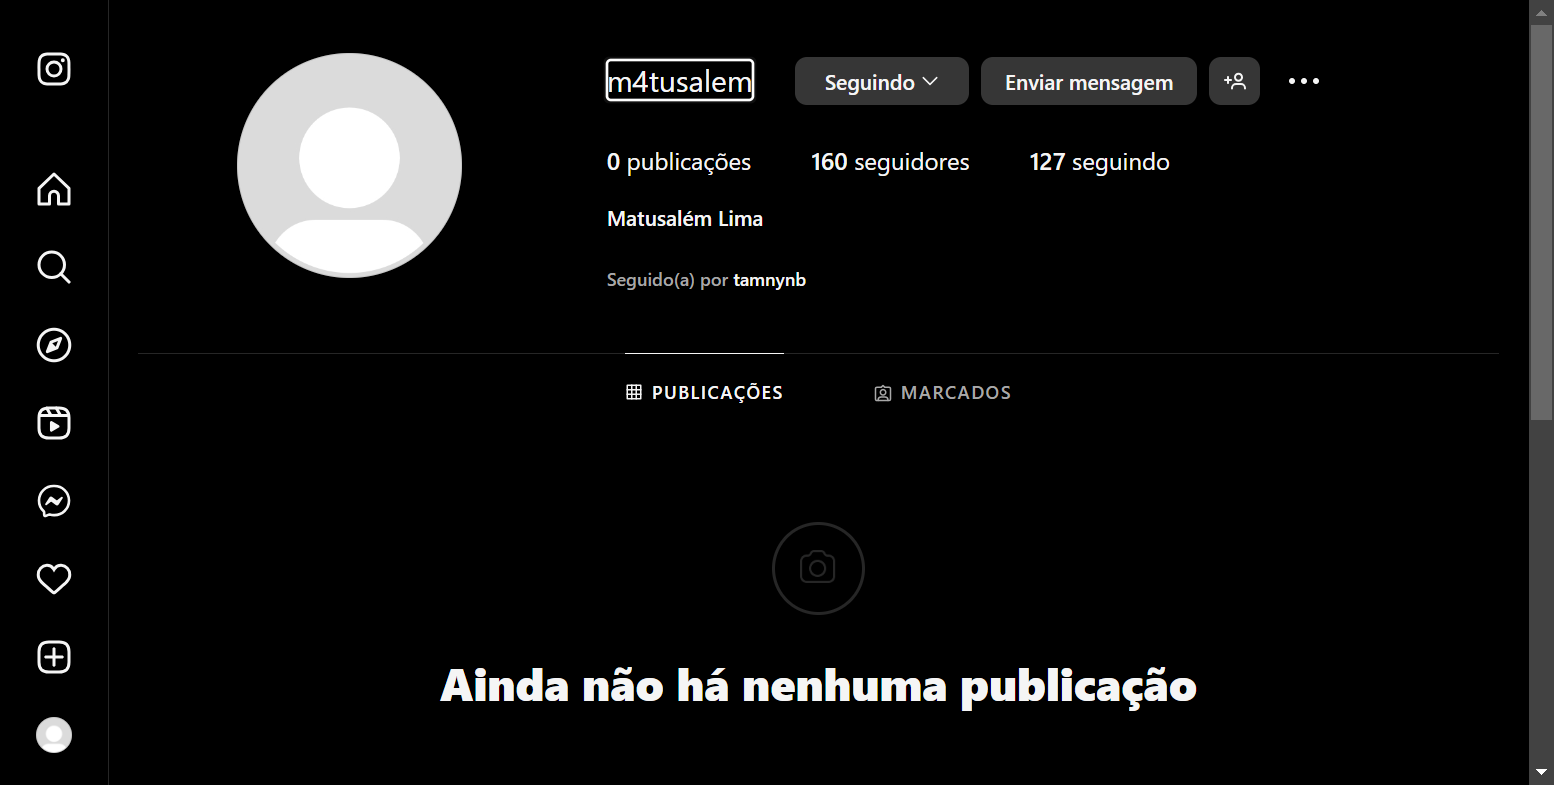 m4tusalem
Seguindo
Enviar mensagem
0 publicações
160 seguidores
127 seguindo
Matusalém Lima
Seguido(a) por tamnynb
PUBLICAÇÕES
MARCADOS
Ainda não há nenhuma publicação